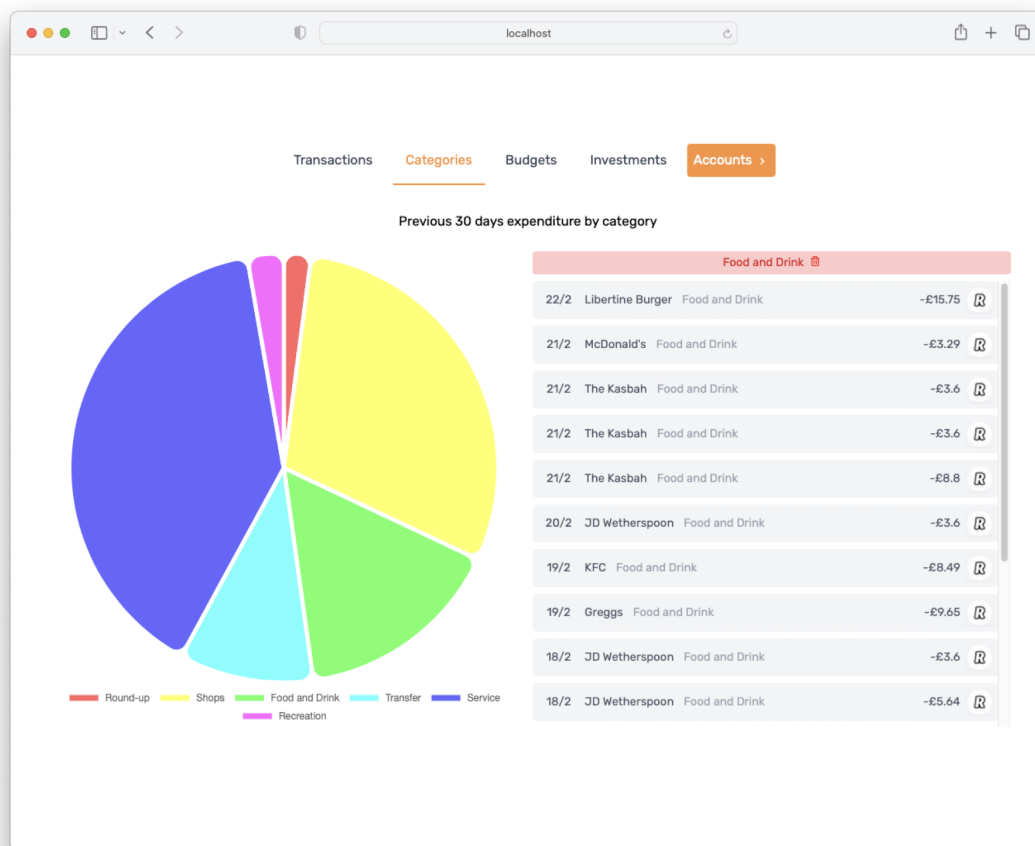 localhost
Transactions Categories Budgets Investments Accounts ›
Previous 30 days expenditure by category
Food and Drink
22/2 Libertine Burger Food and Drink -£15.75
21/2 McDonald's Food and Drink -£3.29
21/2 The Kasbah Food and Drink -£3.6
21/2 The Kasbah Food and Drink -£3.6
21/2 The Kasbah Food and Drink -£8.8
20/2 JD Wetherspoon Food and Drink -£3.6
19/2 KFC Food and Drink -£8.49
19/2 Greggs Food and Drink -£9.65
18/2 JD Wetherspoon Food and Drink -£3.6
18/2 JD Wetherspoon Food and Drink -£5.64
Round-up Shops Food and Drink Transfer Service
Recreation